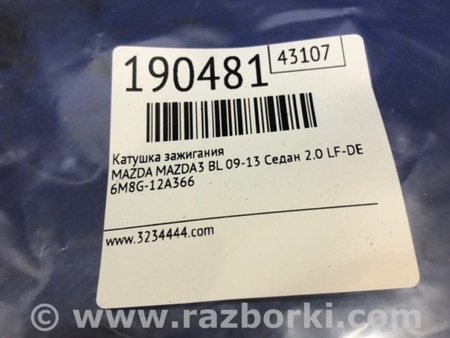 190481
43107
Катушка зажигания
MAZDA MAZDA3 BL 09-13 Седан 2.0 LF-DE
6M8G-12A366
www.3234444.com
© www.razborki.com